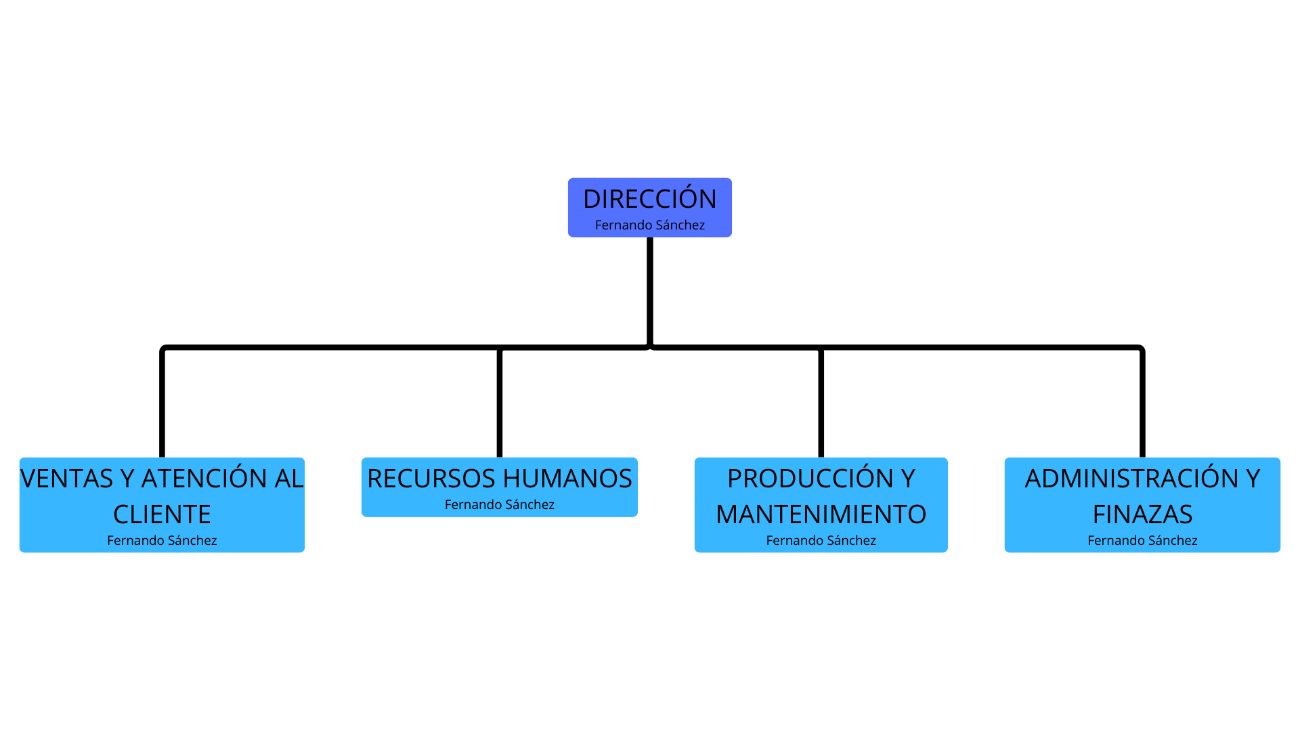 DIRECCIÓN
Fernando Sánchez
VENTAS Y ATENCIÓN AL
CLIENTE
Fernando Sánchez
RECURSOS HUMANOS
Fernando Sánchez
PRODUCCIÓN Y
MANTENIMIENTO
Fernando Sánchez
ADMINISTRACIÓN Y
FINAZAS
Fernando Sánchez